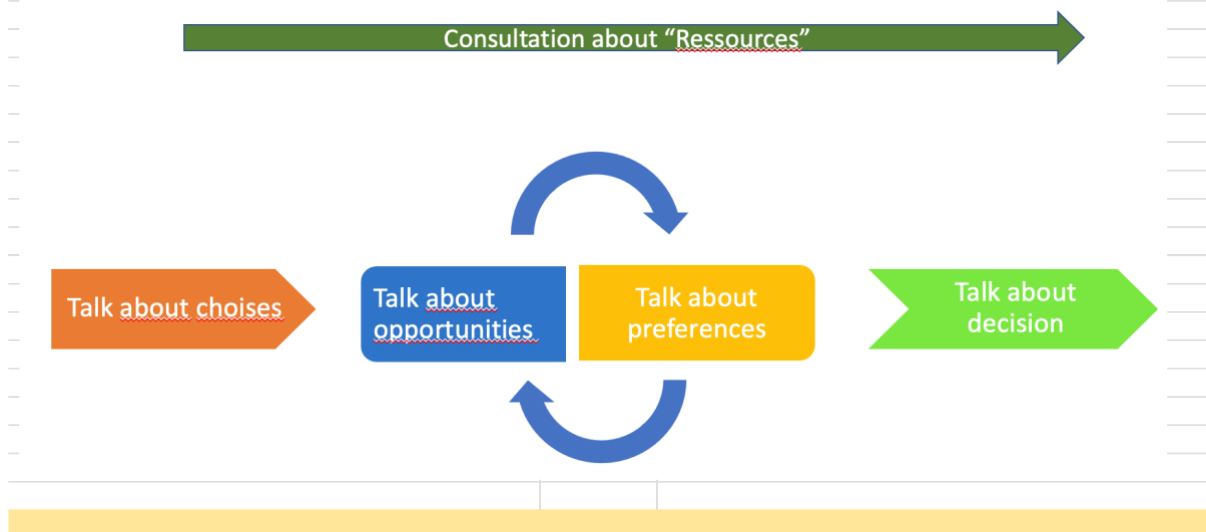 Consultation about “Ressources”
Talk about choises
Talk about
opportunities
Talk about
preferences
Talk about
decision